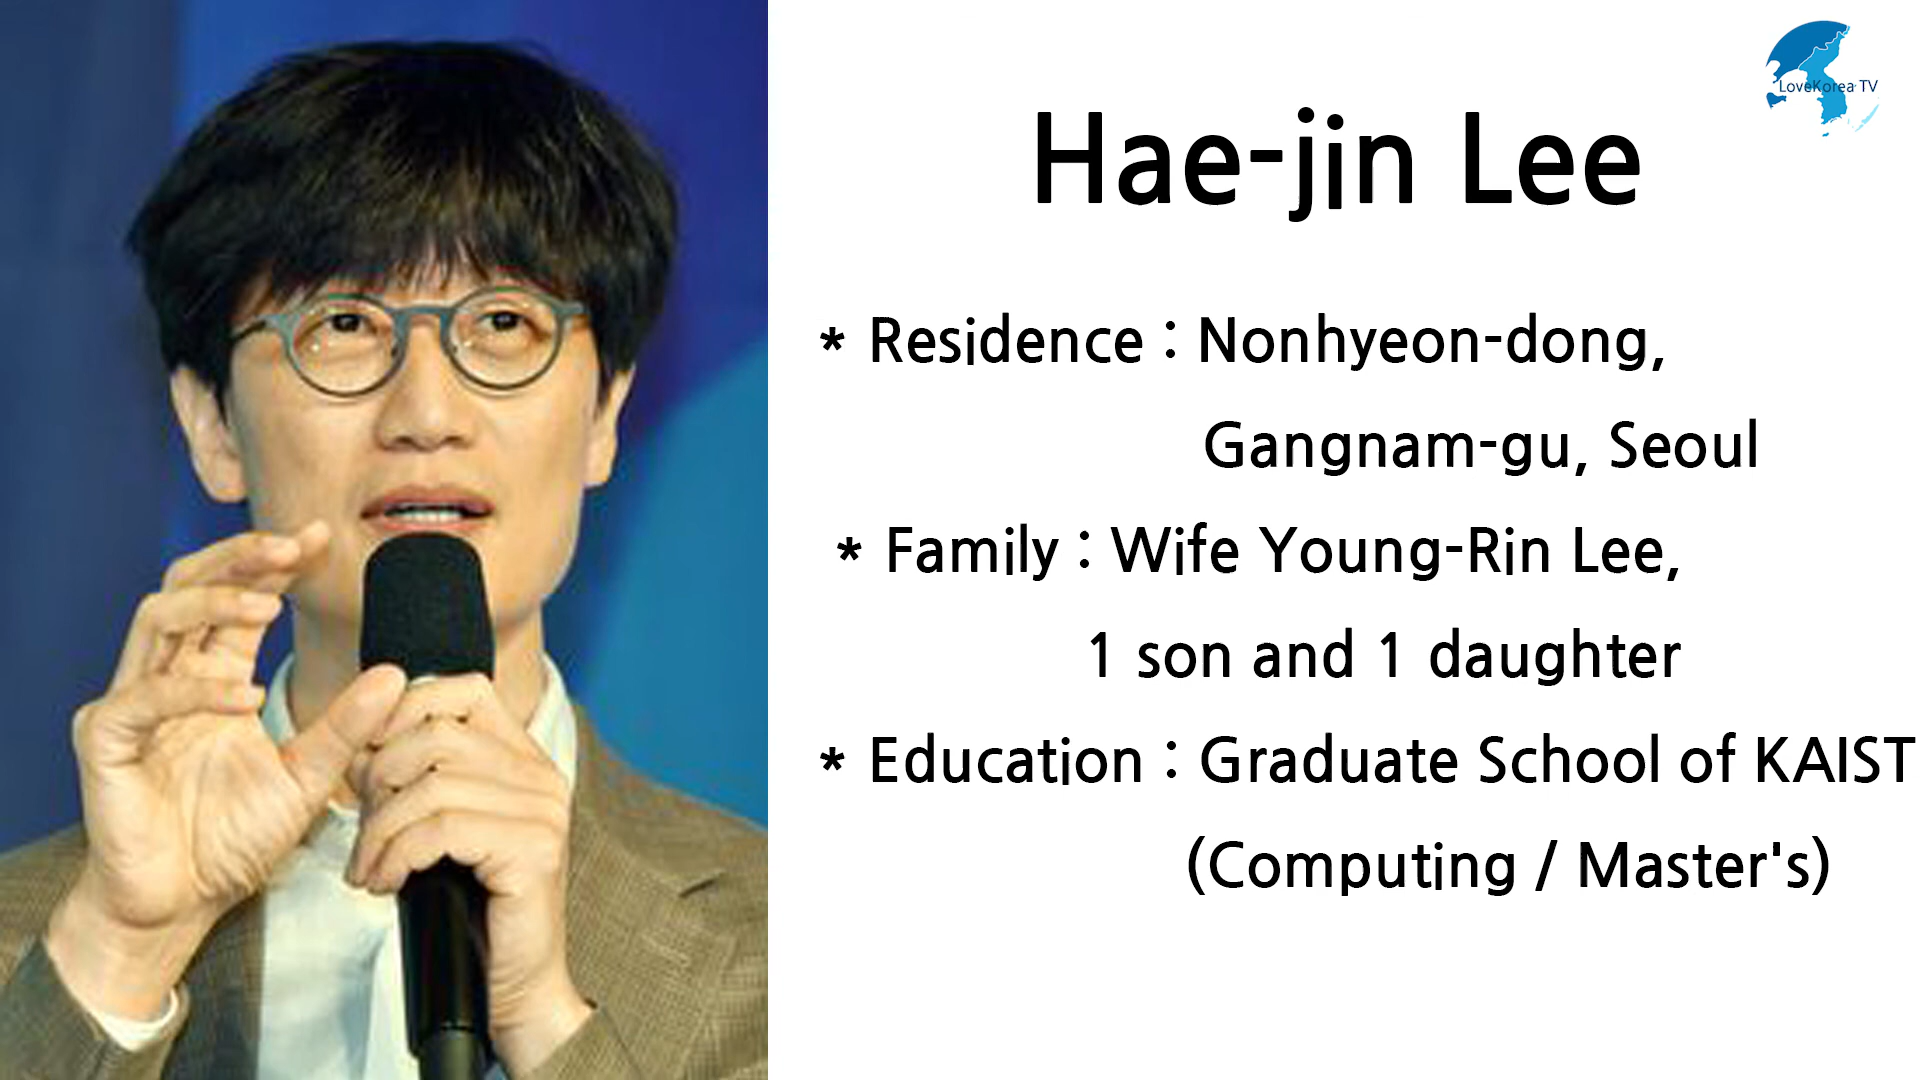 LoveKorea TV
Hae-jin Lee
* Residence : Nonhyeon-dong,
Gangnam-gu, Seoul
* Family : Wife Young-Rin Lee,
1 son and 1 daughter
* Education : Graduate School of KAIST
(Computing / Master's)